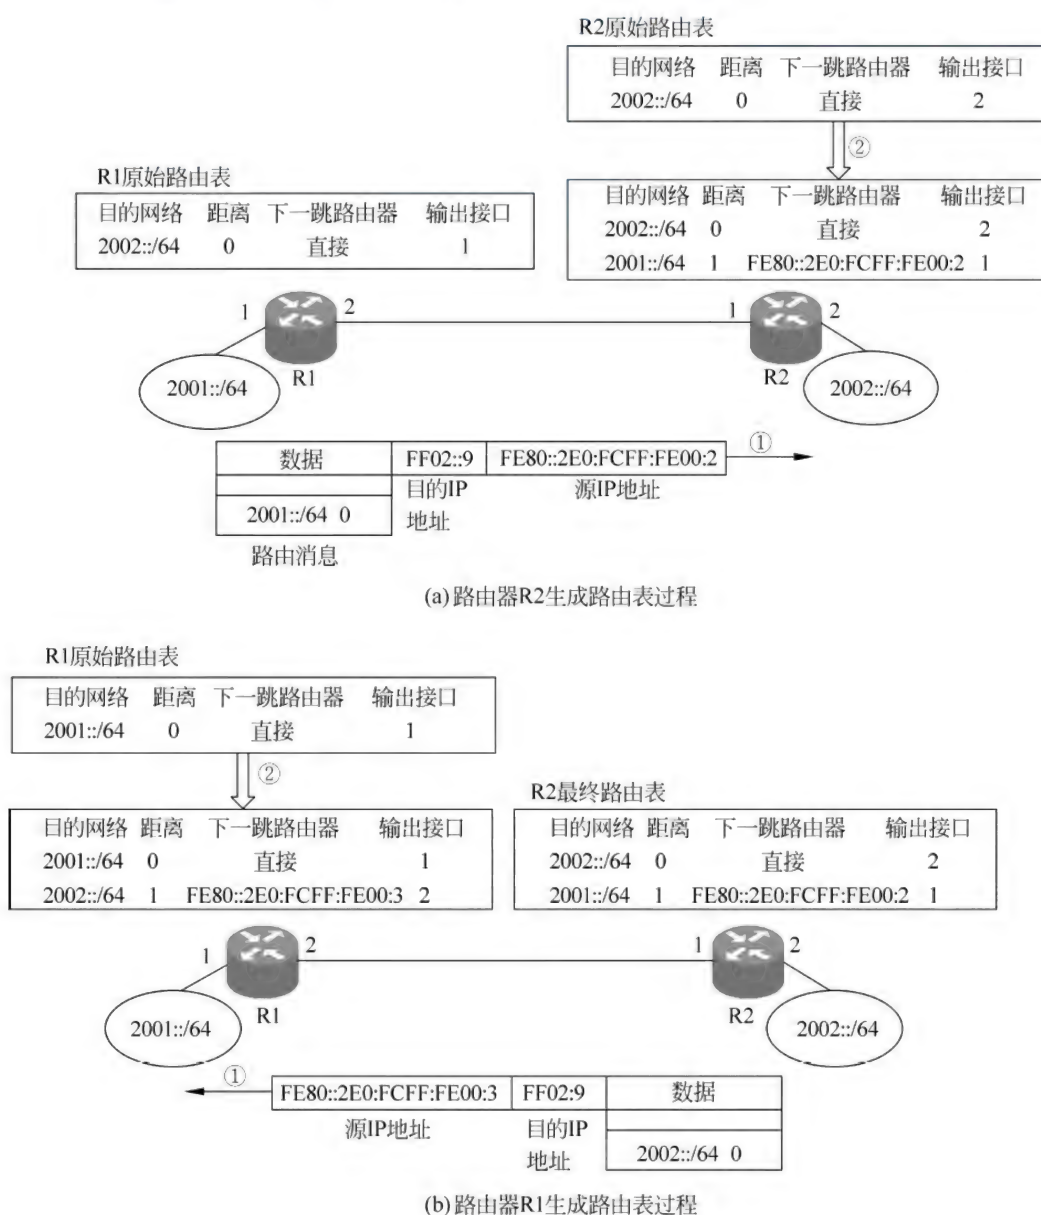 R2原始路由表
目的网络 距离 下一跳路由器 输出接口
2002::/64 0 直接 2
②
R1原始路由表
目的网络 距离 下一跳路由器 输出接口
2002::/64 0 直接 1
目的网络 距离 下一跳路由器 输出接口
2002::/64 0 直接 2
2001::/64 1 FE80::2E0:FCFF:FE00:2 1
1 2 1 2
R1 R2
2001::/64 2002::/64
①
数据 FF02::9 FE80::2E0:FCFF:FE00:2
目的IP 源IP地址
地址
2001::/64 0
路由消息
(a) 路由器R2生成路由表过程
R1原始路由表
目的网络 距离 下一跳路由器 输出接口
2001::/64 0 直接 1
②
R2最终路由表
目的网络 距离 下一跳路由器 输出接口
2001::/64 0 直接 1
2002::/64 1 FE80::2E0:FCFF:FE00:3 2
目的网络 距离 下一跳路由器 输出接口
2002::/64 0 直接 2
2001::/64 1 FE80::2E0:FCFF:FE00:2 1
1 2 1 2
R1 R2
2001::/64 2002::/64
①
FE80::2E0:FCFF:FE00:3 FF02:9 数据
源IP地址 目的IP
地址
2002::/64 0
(b) 路由器R1生成路由表过程